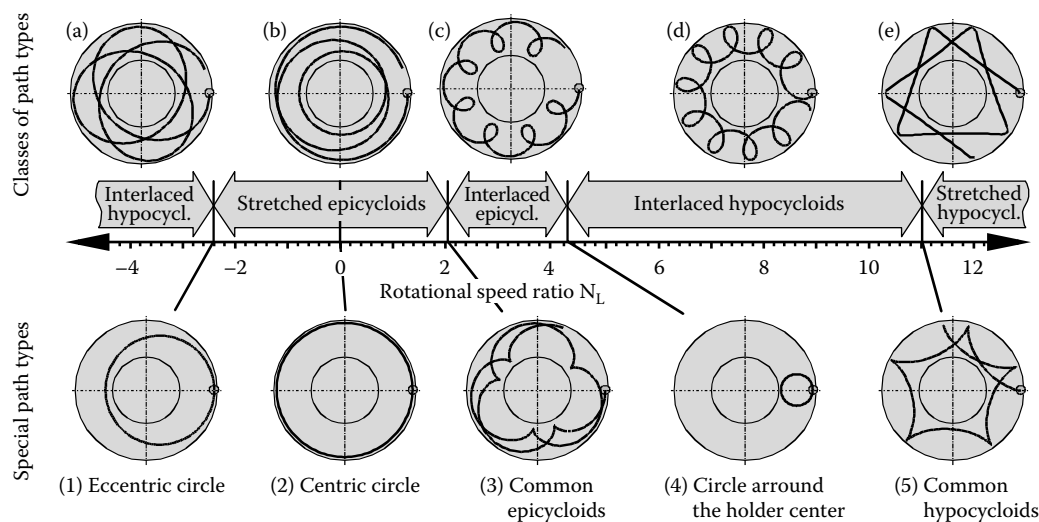 Classes of path types
(a)
(b)
(c)
(d)
(e)
Interlaced
hypocycl.
Stretched epicycloids
Interlaced
epicycl.
Interlaced hypocycloids
Stretched
hypocycl.
−4 −2 0 2 4 6 8 10 12
Rotational speed ratio N_L
Special path types
(1) Eccentric circle
(2) Centric circle
(3) Common
epicycloids
(4) Circle arround
the holder center
(5) Common
hypocycloids